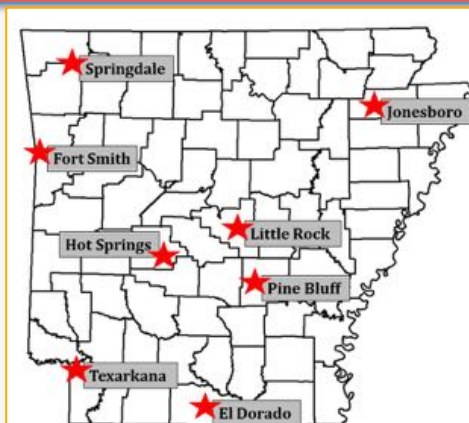 Springdale
Jonesboro
Fort Smith
Little Rock
Hot Springs
Pine Bluff
Texarkana
El Dorado